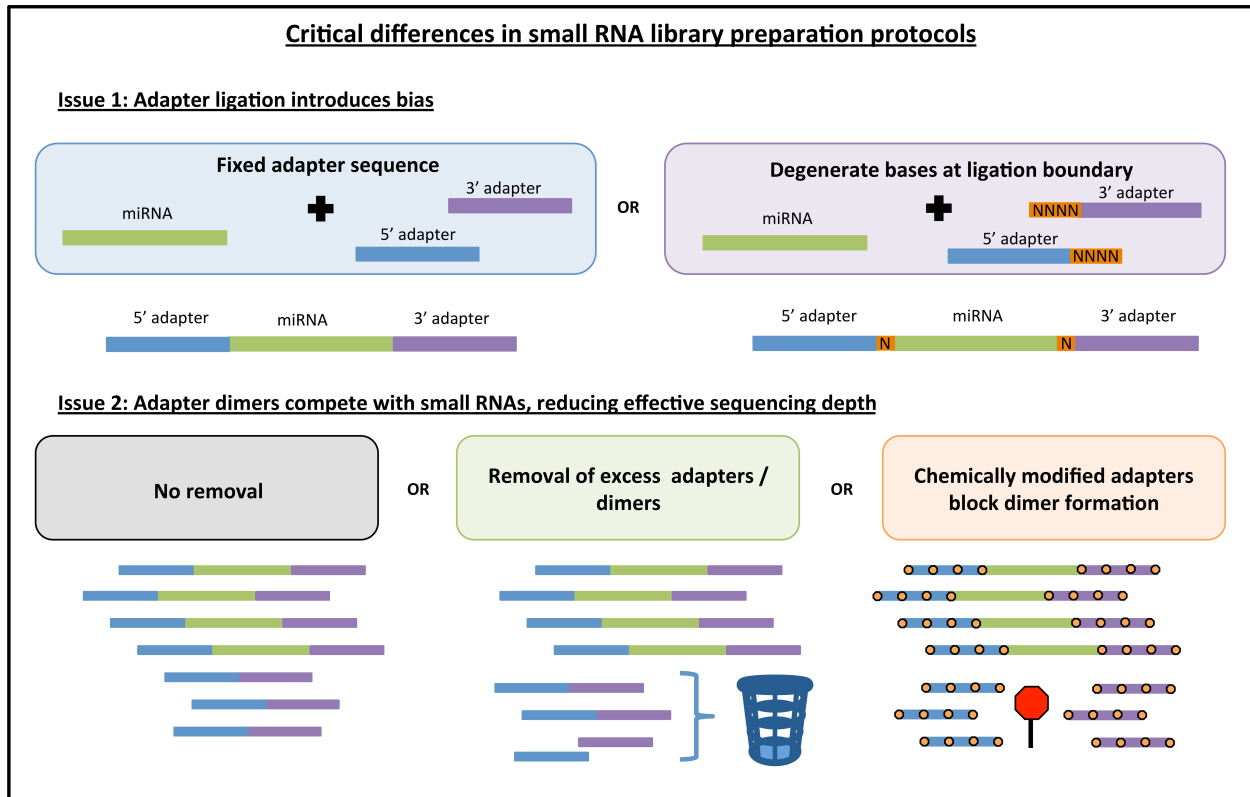 Critical differences in small RNA library preparation protocols
Issue 1: Adapter ligation introduces bias
Fixed adapter sequence
3’ adapter
miRNA
5’ adapter
OR
Degenerate bases at ligation boundary
3’ adapter
NNNN
miRNA
5’ adapter
NNNN
5’ adapter miRNA 3’ adapter
5’ adapter miRNA 3’ adapter
N N
Issue 2: Adapter dimers compete with small RNAs, reducing effective sequencing depth
No removal
OR
Removal of excess adapters /
dimers
OR
Chemically modified adapters
block dimer formation